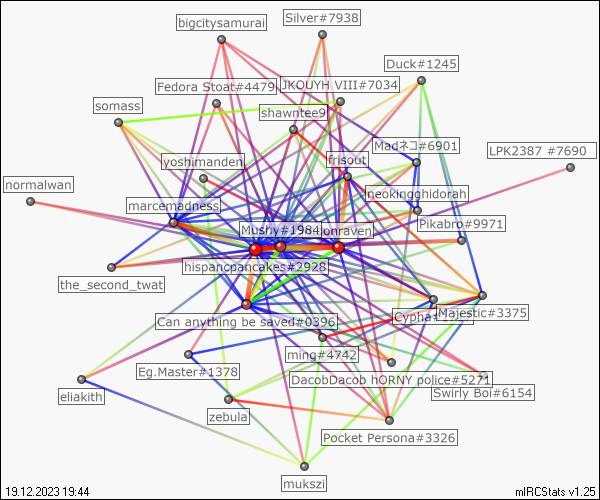 bigcitysamurai
Silver#7938
Duck#1245
Fedora Stoat#4479
JKOUYH VIII#7034
somass
shawntee9
Madネコ#6901
LPK2387 #7690
yoshimanden
frisout
normalwan
neokingghidorah
marcemadness
Pikabro#9971
Mushy#1984
onraven
hispancpancakes#2928
the_second_twat
Can anything be saved#0396
Cypha
Majestic#3375
ming#4742
Eg.Master#1378
DacobDacob hORNY police#5271
eliakith
Swirly Boi#6154
zebula
Pocket Persona#3326
mukszi
19.12.2023 19:44
mIRCStats v1.25